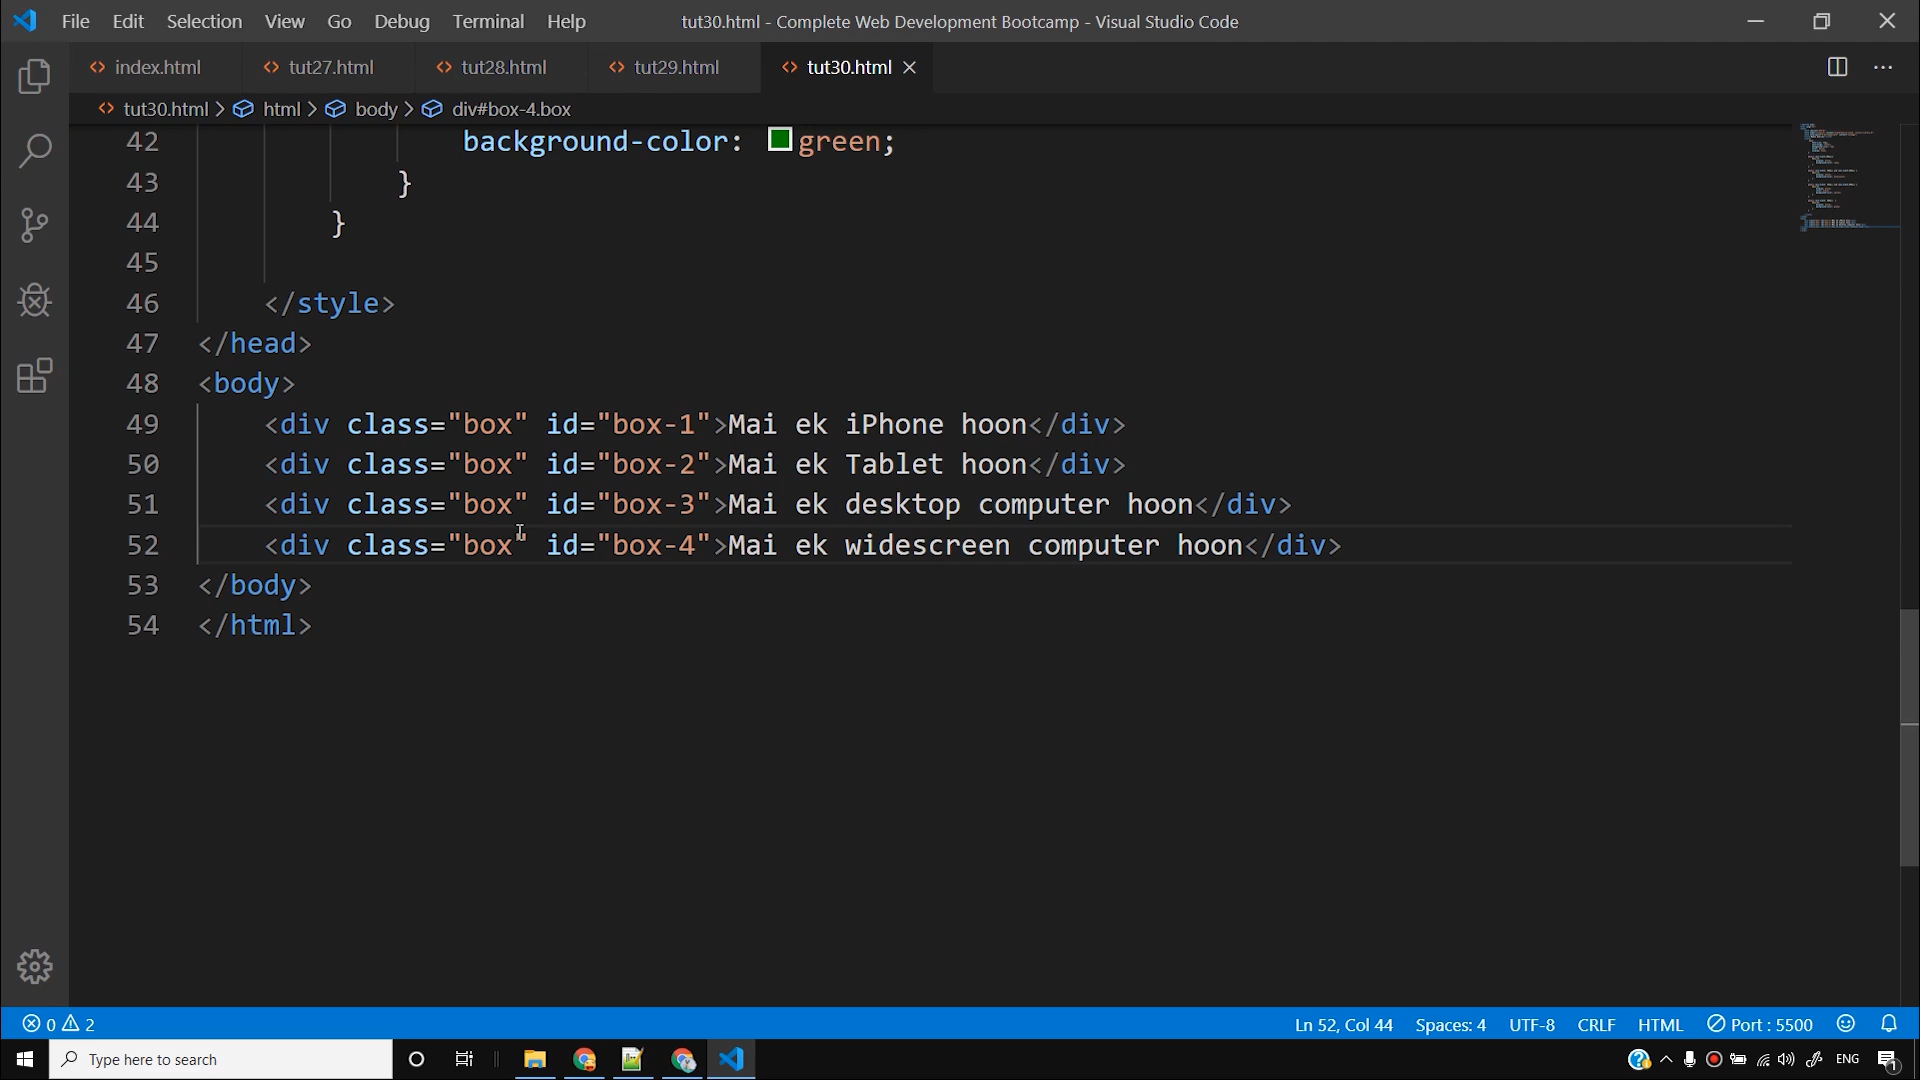 File Edit Selection View Go Debug Terminal Help tut30.html - Complete Web Development Bootcamp - Visual Studio Code
index.html tut27.html tut28.html tut29.html tut30.html
tut30.html > html > body > div#box-4.box
42 background-color: green;
43 }
44 }
45
46 </style>
47 </head>
48 <body>
49 <div class="box" id="box-1">Mai ek iPhone hoon</div>
50 <div class="box" id="box-2">Mai ek Tablet hoon</div>
51 <div class="box" id="box-3">Mai ek desktop computer hoon</div>
52 <div class="box" id="box-4">Mai ek widescreen computer hoon</div>
53 </body>
54 </html>
0 2 Ln 52, Col 44 Spaces: 4 UTF-8 CRLF HTML Port : 5500
Type here to search ENG 1